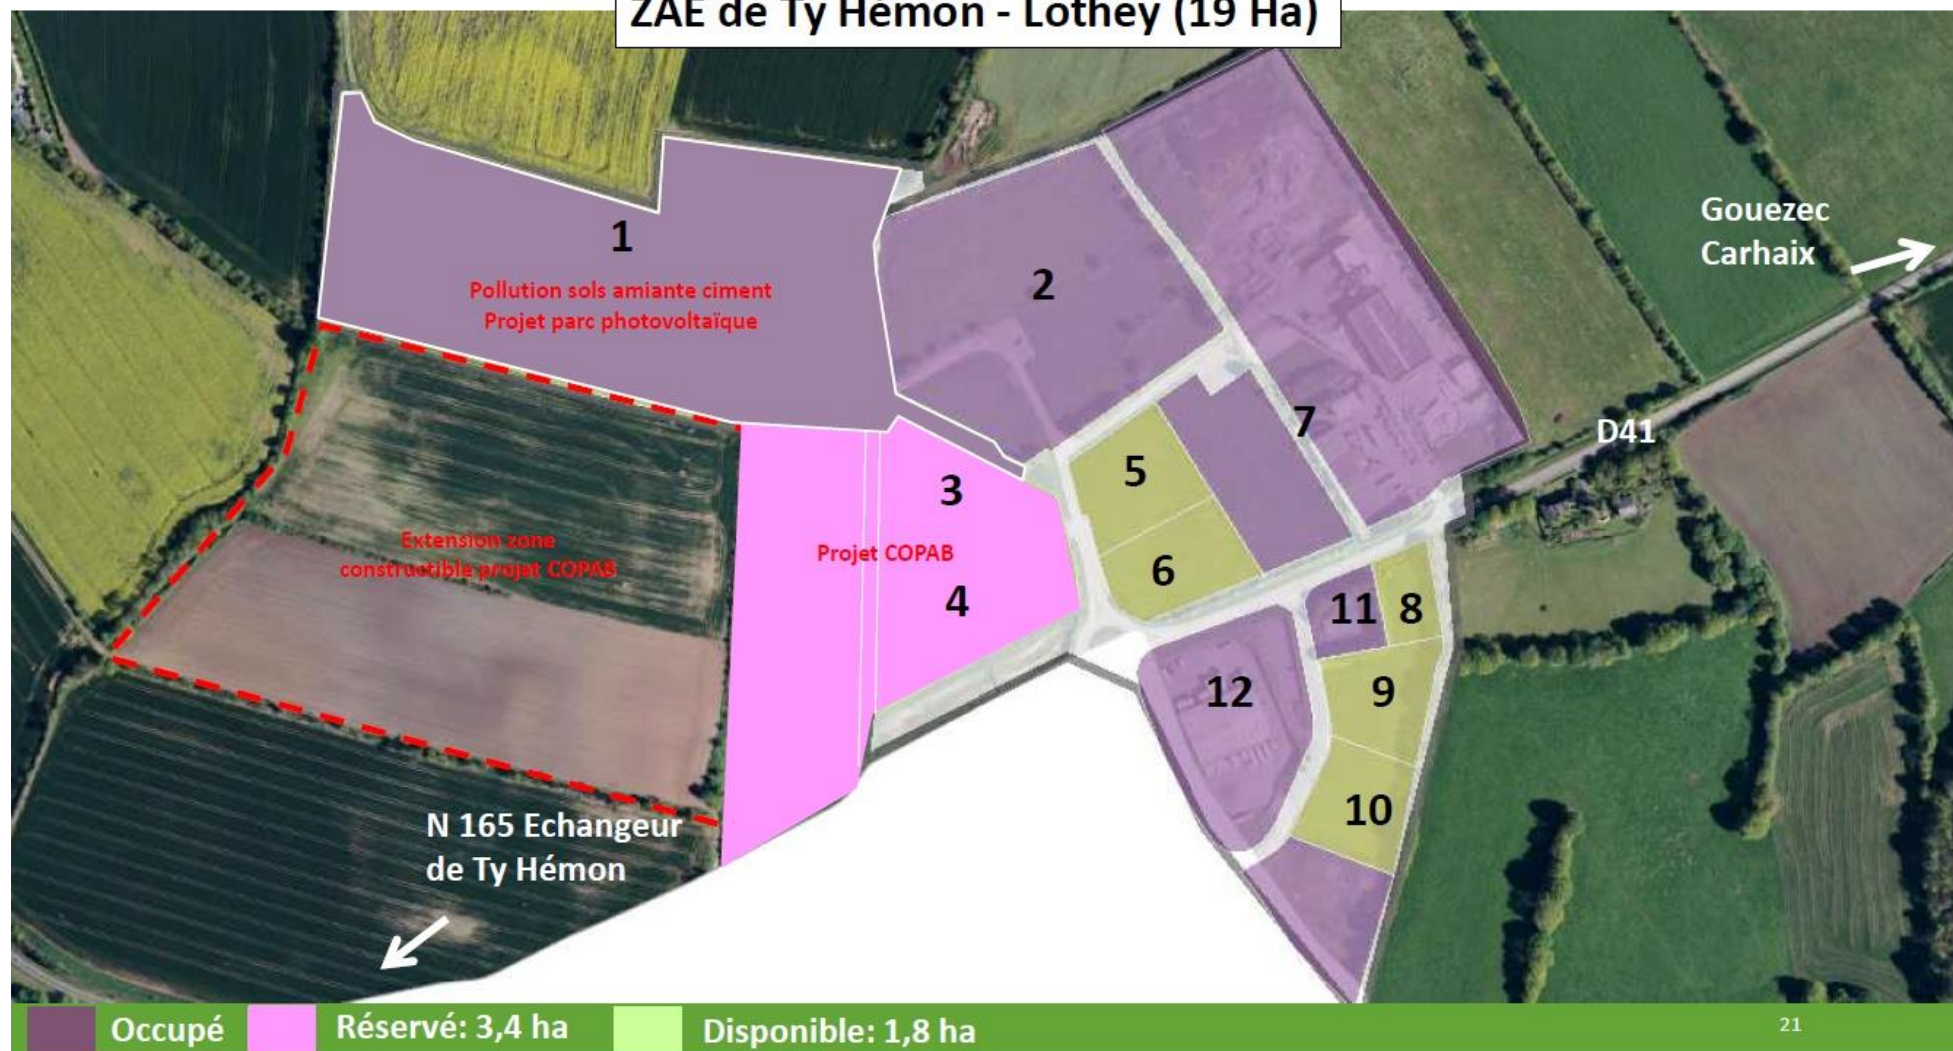 ZAE de Ty Hémon - Lothey (19 Ha)
1
Pollution sols amiante ciment
Projet parc photovoltaïque
2
Gouezec
Carhaix
7
D41
3
5
Extension zone
constructible projet COPAB
Projet COPAB
4
6
11
8
12
9
10
N 165 Echangeur
de Ty Hémon
Occupé
Réservé: 3,4 ha
Disponible: 1,8 ha
21